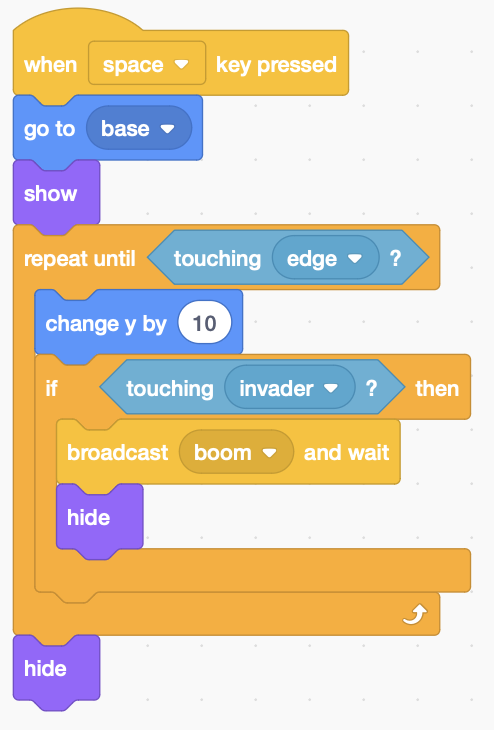 when space key pressed
go to base
show
repeat until touching edge ?
change y by 10
if touching invader ? then
broadcast boom and wait
hide
hide